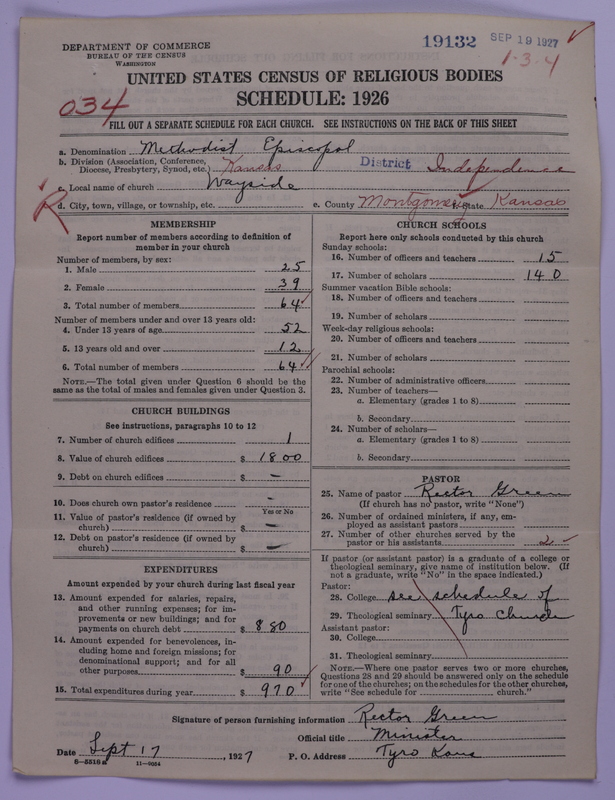 DEPARTMENT OF COMMERCE
BUREAU OF THE CENSUS
WASHINGTON
19132 SEP 19 1927
1-3-4
UNITED STATES CENSUS OF RELIGIOUS BODIES
SCHEDULE: 1926
034
FILL OUT A SEPARATE SCHEDULE FOR EACH CHURCH. SEE INSTRUCTIONS ON THE BACK OF THIS SHEET
a. Denomination Methodist Episcopal
b. Division (Association, Conference, Diocese, Presbytery, Synod, etc.) Kansas District Independence
c. Local name of church Wayside
R
d. City, town, village, or township, etc. e. County Montgomery f. State Kansas
MEMBERSHIP
Report number of members according to definition of
member in your church
Number of members, by sex:
1. Male 25
2. Female 39
3. Total number of members 64
Number of members under and over 13 years old:
4. Under 13 years of age 52
5. 13 years old and over 12
6. Total number of members 64
NOTE.—The total given under Question 6 should be the
same as the total of males and females given under Question 3.
CHURCH BUILDINGS
See instructions, paragraphs 10 to 12
7. Number of church edifices 1
8. Value of church edifices $ 1800
9. Debt on church edifices $ –
10. Does church own pastor's residence –
Yes or No
11. Value of pastor's residence (if owned by
church) $ –
12. Debt on pastor's residence (if owned by
church) $ –
EXPENDITURES
Amount expended by your church during last fiscal year
13. Amount expended for salaries, repairs,
and other running expenses; for im-
provements or new buildings; and for
payments on church debt $ 880
14. Amount expended for benevolences, in-
cluding home and foreign missions; for
denominational support; and for all
other purposes $ 90
15. Total expenditures during year $ 970
CHURCH SCHOOLS
Report here only schools conducted by this church
Sunday schools:
16. Number of officers and teachers 15
17. Number of scholars 140
Summer vacation Bible schools:
18. Number of officers and teachers
19. Number of scholars
Week-day religious schools:
20. Number of officers and teachers
21. Number of scholars
Parochial schools:
22. Number of administrative officers
23. Number of teachers—
a. Elementary (grades 1 to 8)
b. Secondary
24. Number of scholars—
a. Elementary (grades 1 to 8)
b. Secondary
PASTOR
25. Name of pastor Rector Green
(If church has no pastor, write "None")
26. Number of ordained ministers, if any, em-
ployed as assistant pastors
27. Number of other churches served by the
pastor or his assistants 2
If pastor (or assistant pastor) is a graduate of a college or
theological seminary, give name of institution below. (If
not a graduate, write "No" in the space indicated.)
Pastor:
28. College see schedule of
29. Theological seminary Tyro Church
Assistant pastor:
30. College
31. Theological seminary
NOTE.—Where one pastor serves two or more churches,
Questions 28 and 29 should be answered only on the schedule
for one of the churches; on the schedules for the other churches,
write "See schedule for church."
Signature of person furnishing information Rector Green
Official title Minister
Date Sept 17, 1927 P. O. Address Tyro Kans
8-5518a 11-9054